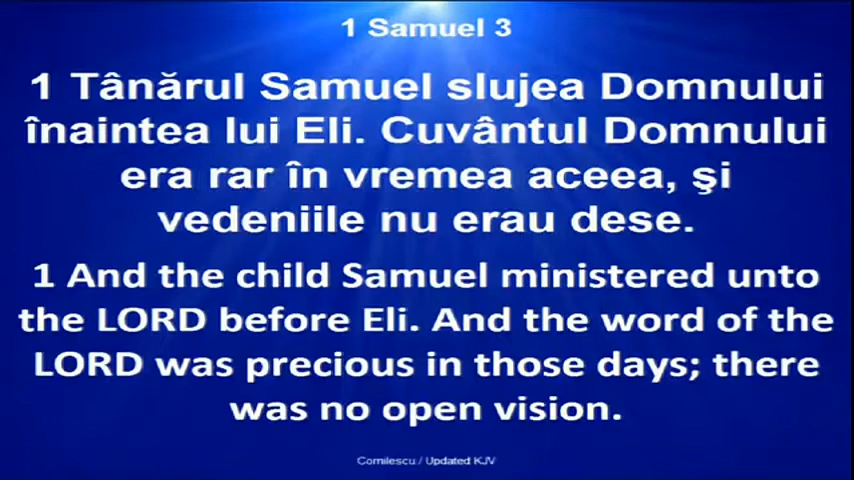 1 Samuel 3
1 Tânărul Samuel slujea Domnului
înaintea lui Eli. Cuvântul Domnului
era rar în vremea aceea, şi
vedeniile nu erau dese.
1 And the child Samuel ministered unto
the LORD before Eli. And the word of the
LORD was precious in those days; there
was no open vision.
Cornilescu / Updated KJV